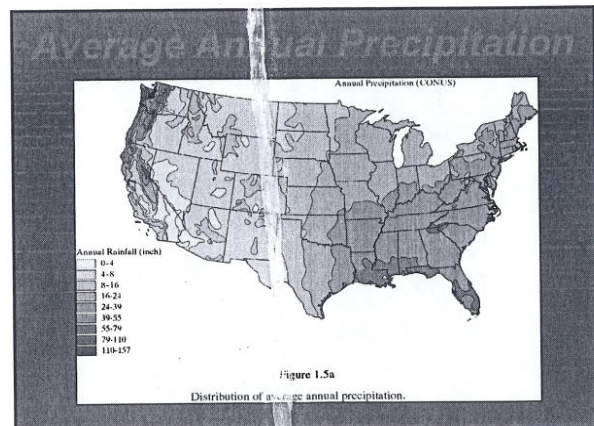 Average Annual Precipitation
Annual Precipitation (CONUS)
Annual Rainfall (inch)
0-4
4-8
8-16
16-24
24-39
39-55
55-79
79-110
110-157
Figure 1.5a
Distribution of average annual precipitation.